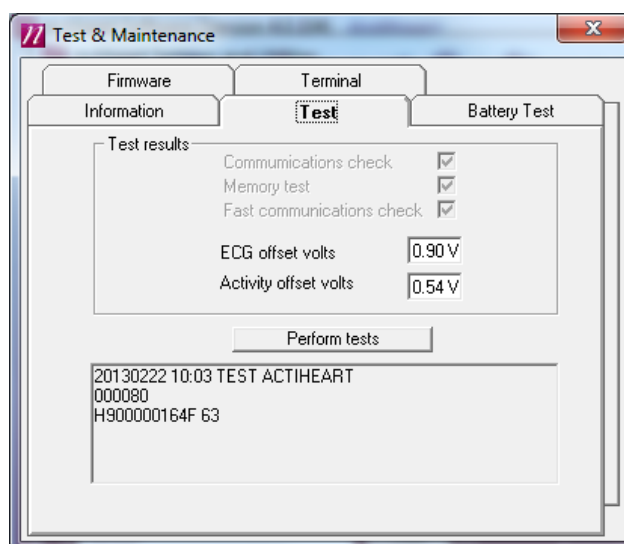 Test & Maintenance
Firmware
Terminal
Information
Test
Battery Test
Test results
Communications check
Memory test
Fast communications check
ECG offset volts
0.90 V
Activity offset volts
0.54 V
Perform tests
20130222 10:03 TEST ACTIHEART
000080
H900000164F 63